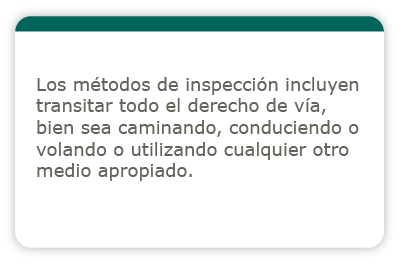 Los métodos de inspección incluyen
transitar todo el derecho de vía,
bien sea caminando, conduciendo o
volando o utilizando cualquier otro
medio apropiado.